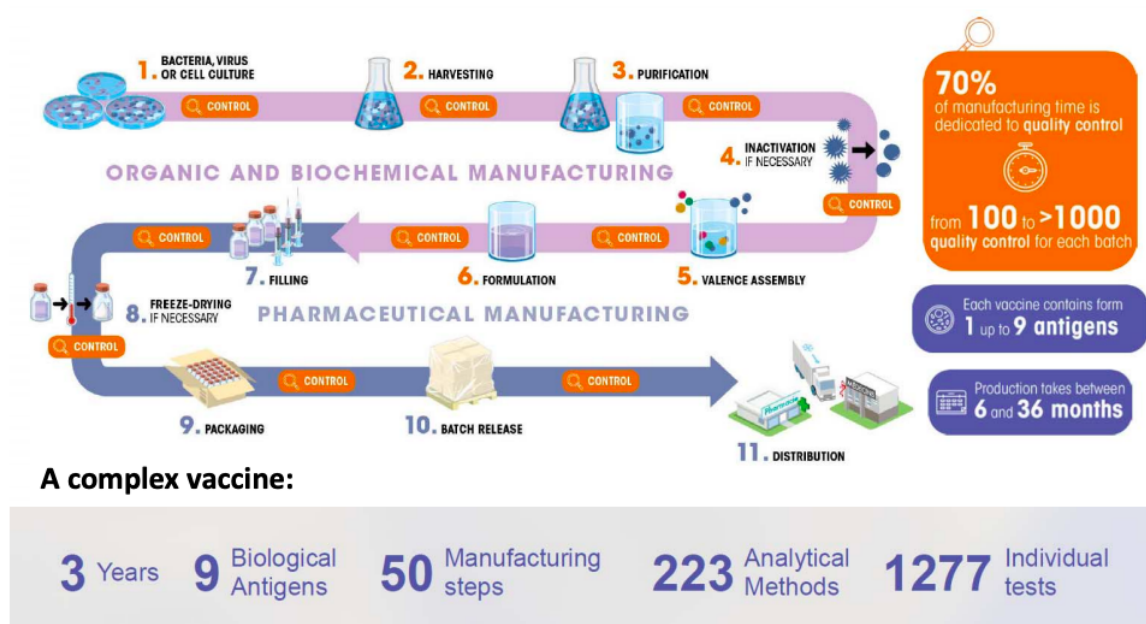 1. BACTERIA, VIRUS
OR CELL CULTURE
CONTROL
2. HARVESTING
CONTROL
3. PURIFICATION
CONTROL
4. INACTIVATION
IF NECESSARY
CONTROL
ORGANIC AND BIOCHEMICAL MANUFACTURING
5. VALENCE ASSEMBLY
CONTROL
6. FORMULATION
CONTROL
7. FILLING
CONTROL
8. FREEZE-DRYING
IF NECESSARY
CONTROL
PHARMACEUTICAL MANUFACTURING
9. PACKAGING
CONTROL
10. BATCH RELEASE
CONTROL
Pharmacie
11. DISTRIBUTION
70%
of manufacturing time is
dedicated to quality control
from 100 to >1000
quality control for each batch
Each vaccine contains form
1 up to 9 antigens
Production takes between
6 and 36 months
A complex vaccine:
3 Years
9 Biological
Antigens
50 Manufacturing
steps
223 Analytical
Methods
1277 Individual
tests